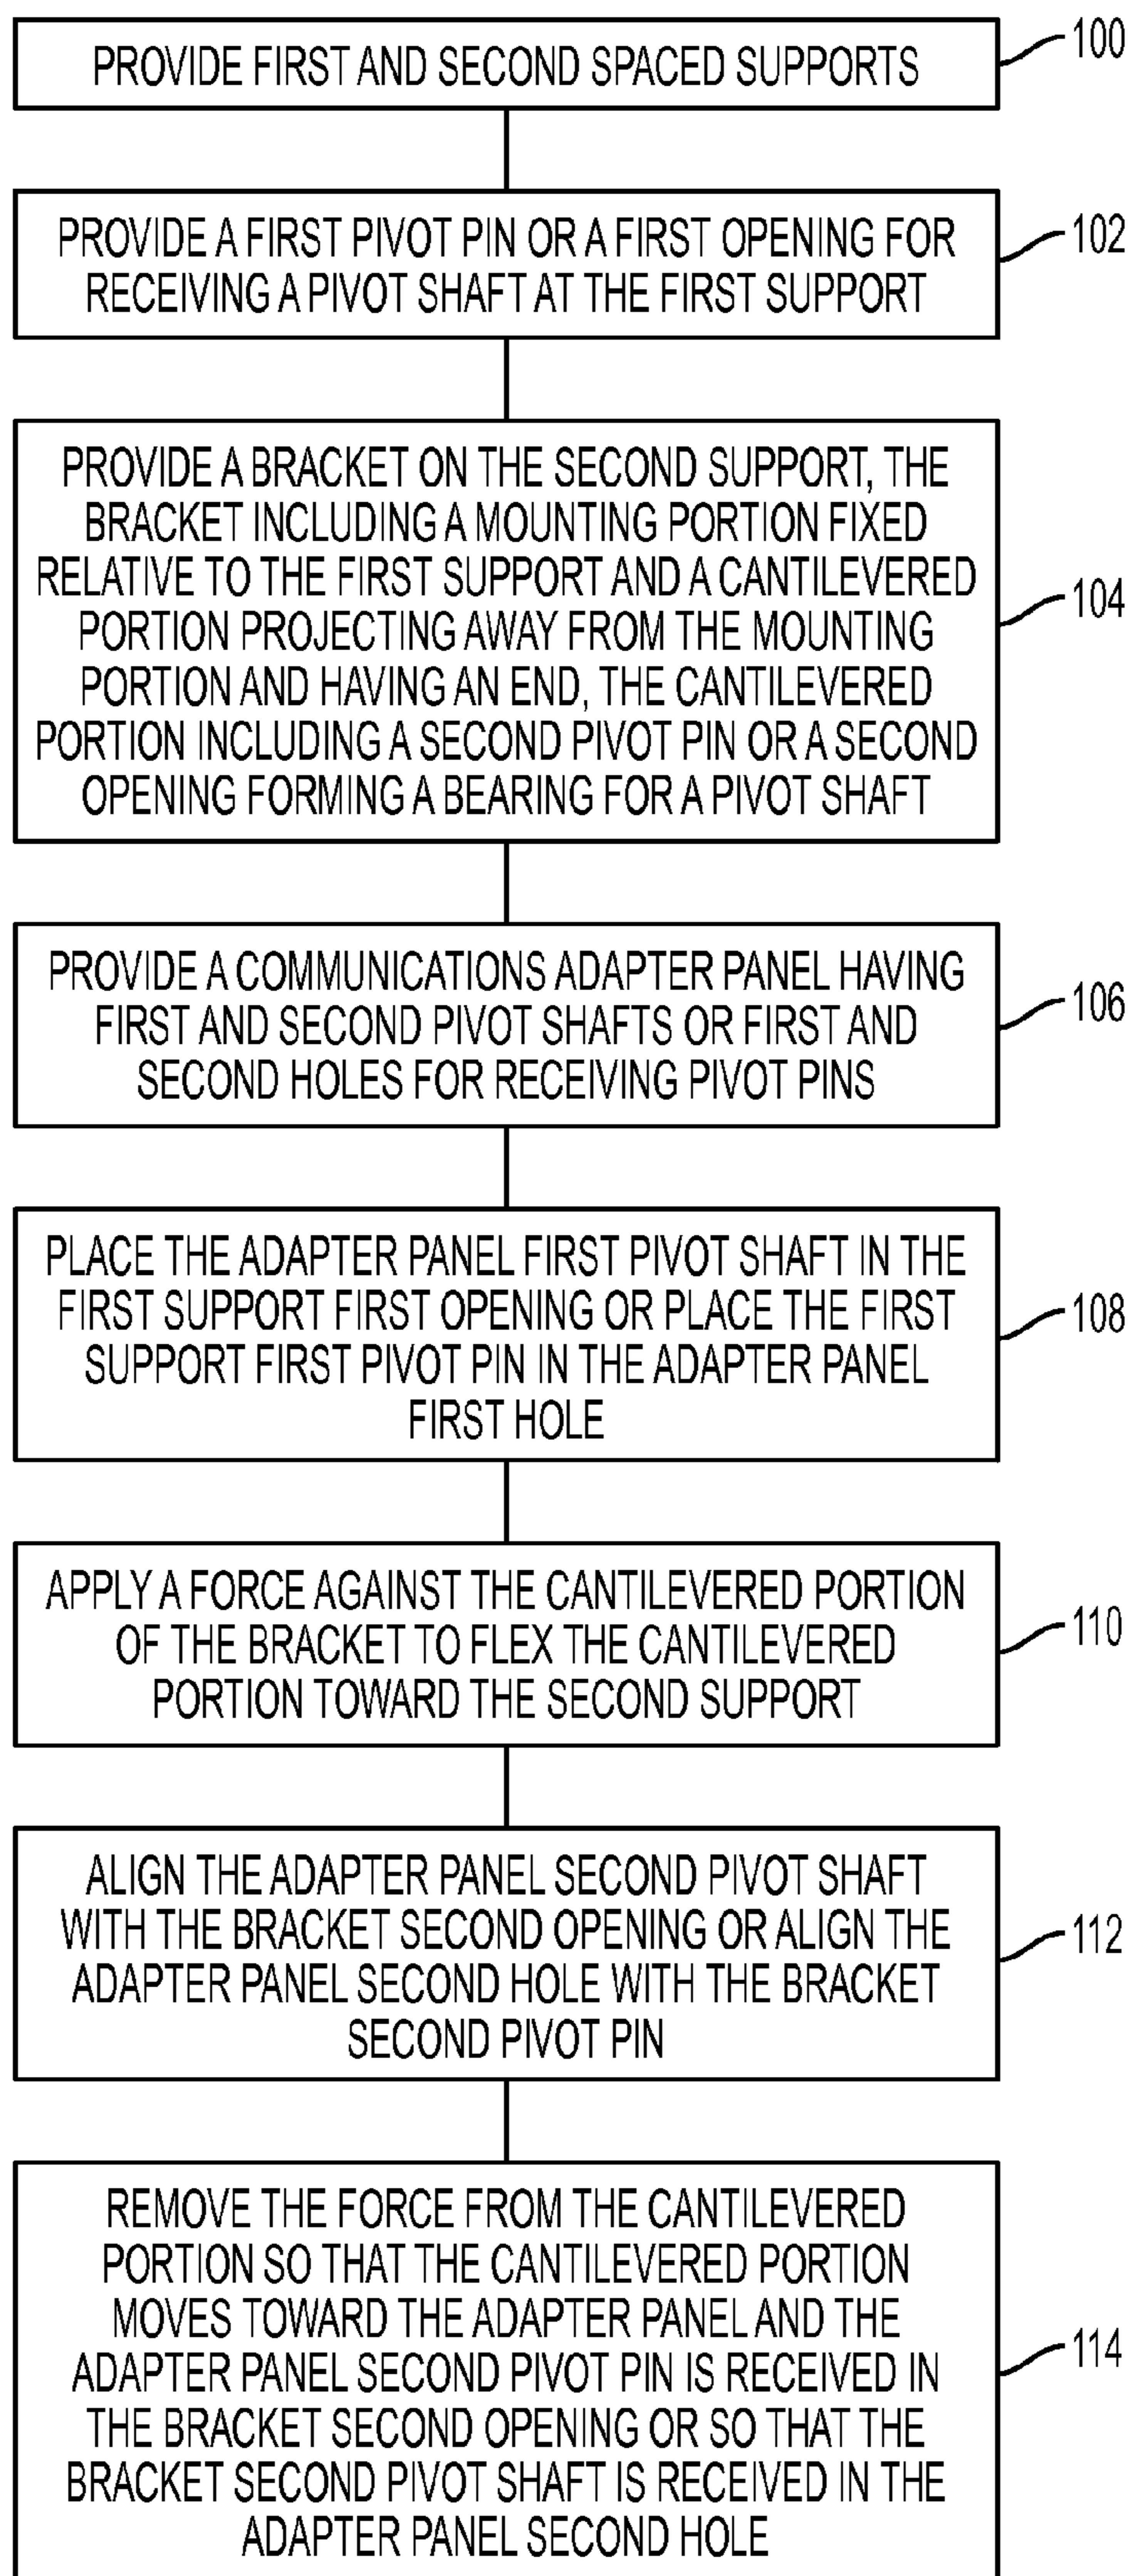 PROVIDE FIRST AND SECOND SPACED SUPPORTS
100
PROVIDE A FIRST PIVOT PIN OR A FIRST OPENING FOR
RECEIVING A PIVOT SHAFT AT THE FIRST SUPPORT
102
PROVIDE A BRACKET ON THE SECOND SUPPORT, THE
BRACKET INCLUDING A MOUNTING PORTION FIXED
RELATIVE TO THE FIRST SUPPORT AND A CANTILEVERED
PORTION PROJECTING AWAY FROM THE MOUNTING
PORTION AND HAVING AN END, THE CANTILEVERED
PORTION INCLUDING A SECOND PIVOT PIN OR A SECOND
OPENING FORMING A BEARING FOR A PIVOT SHAFT
104
PROVIDE A COMMUNICATIONS ADAPTER PANEL HAVING
FIRST AND SECOND PIVOT SHAFTS OR FIRST AND
SECOND HOLES FOR RECEIVING PIVOT PINS
106
PLACE THE ADAPTER PANEL FIRST PIVOT SHAFT IN THE
FIRST SUPPORT FIRST OPENING OR PLACE THE FIRST
SUPPORT FIRST PIVOT PIN IN THE ADAPTER PANEL
FIRST HOLE
108
APPLY A FORCE AGAINST THE CANTILEVERED PORTION
OF THE BRACKET TO FLEX THE CANTILEVERED
PORTION TOWARD THE SECOND SUPPORT
110
ALIGN THE ADAPTER PANEL SECOND PIVOT SHAFT
WITH THE BRACKET SECOND OPENING OR ALIGN THE
ADAPTER PANEL SECOND HOLE WITH THE BRACKET
SECOND PIVOT PIN
112
REMOVE THE FORCE FROM THE CANTILEVERED
PORTION SO THAT THE CANTILEVERED PORTION
MOVES TOWARD THE ADAPTER PANEL AND THE
ADAPTER PANEL SECOND PIVOT PIN IS RECEIVED IN
THE BRACKET SECOND OPENING OR SO THAT THE
BRACKET SECOND PIVOT SHAFT IS RECEIVED IN THE
ADAPTER PANEL SECOND HOLE
114